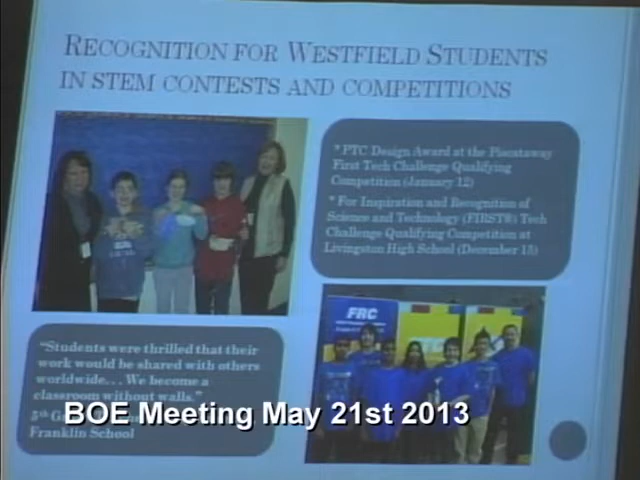 RECOGNITION FOR WESTFIELD STUDENTS
IN STEM CONTESTS AND COMPETITIONS
* PTC Design Award at the Piscataway
First Tech Challenge Qualifying
Competition (January 12)
* For Inspiration and Recognition of
Science and Technology (FIRST®) Tech
Challenge Qualifying Competition at
Livingston High School (December 15)
FRC
"Students were thrilled that their
work would be shared with others
worldwide... We become a
classroom without walls."
5th
Franklin School
BOE Meeting May 21st 2013